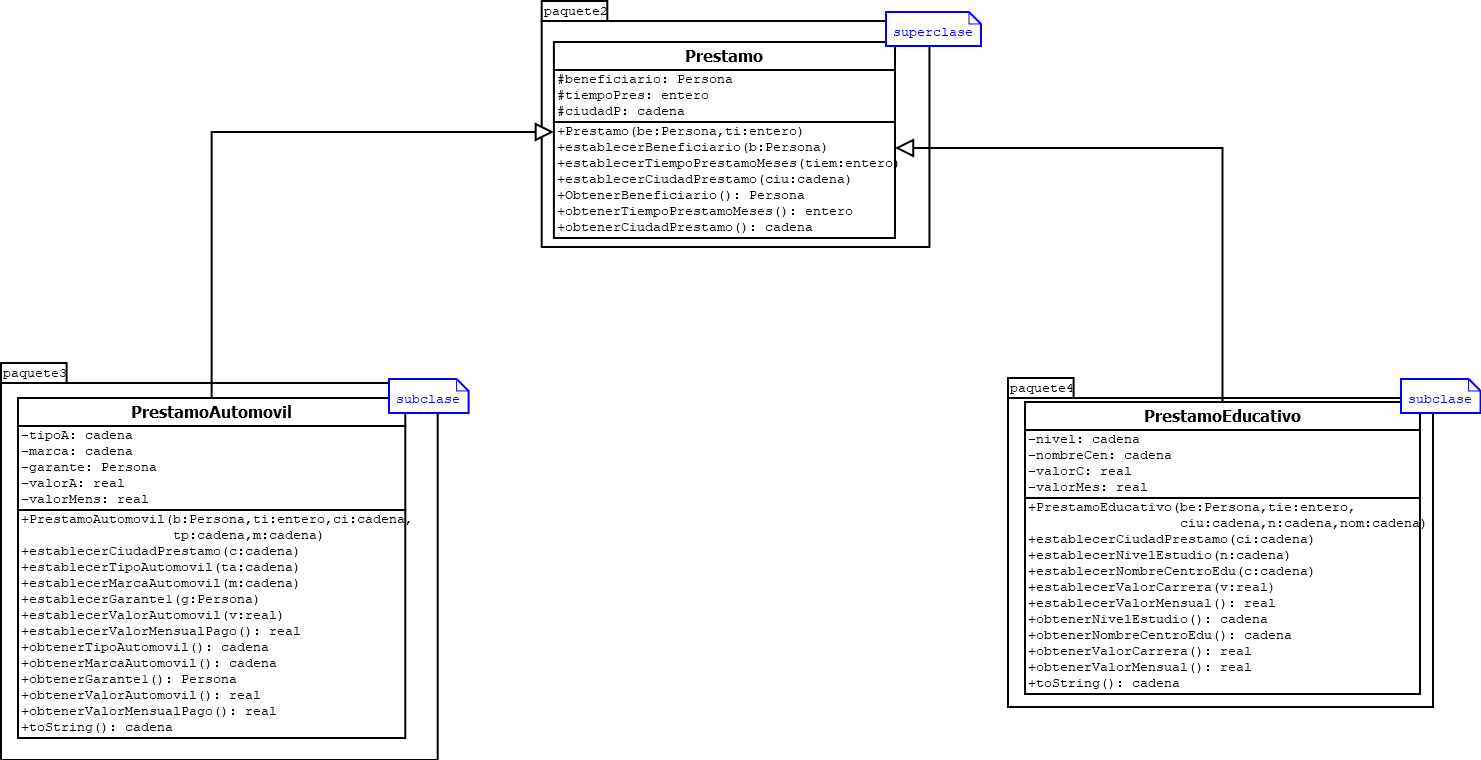 paquete2
superclase
Prestamo
#beneficiario: Persona
#tiempoPres: entero
#ciudadP: cadena
+Prestamo(be:Persona,ti:entero)
+establecerBeneficiario(b:Persona)
+establecerTiempoPrestamoMeses(tiem:entero)
+establecerCiudadPrestamo(ciu:cadena)
+ObtenerBeneficiario(): Persona
+obtenerTiempoPrestamoMeses(): entero
+obtenerCiudadPrestamo(): cadena
paquete3
subclase
PrestamoAutomovil
-tipoA: cadena
-marca: cadena
-garante: Persona
-valorA: real
-valorMens: real
+PrestamoAutomovil(b:Persona,ti:entero,ci:cadena,
tp:cadena,m:cadena)
+establecerCiudadPrestamo(c:cadena)
+establecerTipoAutomovil(ta:cadena)
+establecerMarcaAutomovil(m:cadena)
+establecerGarante1(g:Persona)
+establecerValorAutomovil(v:real)
+establecerValorMensualPago(): real
+obtenerTipoAutomovil(): cadena
+obtenerMarcaAutomovil(): cadena
+obtenerGarante1(): Persona
+obtenerValorAutomovil(): real
+obtenerValorMensualPago(): real
+toString(): cadena
paquete4
subclase
PrestamoEducativo
-nivel: cadena
-nombreCen: cadena
-valorC: real
-valorMes: real
+PrestamoEducativo(be:Persona,tie:entero,
ciu:cadena,n:cadena,nom:cadena)
+establecerCiudadPrestamo(ci:cadena)
+establecerNivelEstudio(n:cadena)
+establecerNombreCentroEdu(c:cadena)
+establecerValorCarrera(v:real)
+establecerValorMensual(): real
+obtenerNivelEstudio(): cadena
+obtenerNombreCentroEdu(): cadena
+obtenerValorCarrera(): real
+obtenerValorMensual(): real
+toString(): cadena